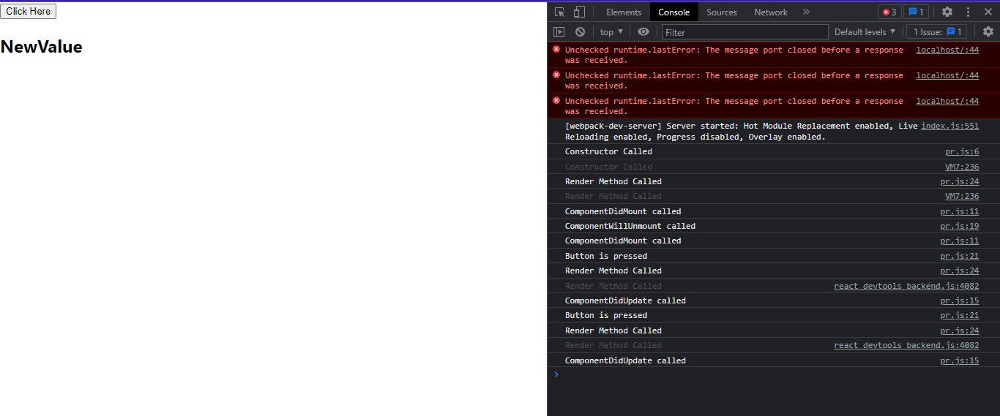 Click Here
NewValue
Elements Console Sources Network » 3 1
top ▼ Filter Default levels ▼ 1 Issue: 1
Unchecked runtime.lastError: The message port closed before a response localhost/:44
was received.
Unchecked runtime.lastError: The message port closed before a response localhost/:44
was received.
Unchecked runtime.lastError: The message port closed before a response localhost/:44
was received.
[webpack-dev-server] Server started: Hot Module Replacement enabled, Live index.js:551
Reloading enabled, Progress disabled, Overlay enabled.
Constructor Called pr.js:6
Constructor Called VM7:236
Render Method Called pr.js:24
Render Method Called VM7:236
ComponentDidMount called pr.js:11
ComponentWillUnmount called pr.js:19
ComponentDidMount called pr.js:11
Button is pressed pr.js:21
Render Method Called pr.js:24
Render Method Called react_devtools_backend.js:4082
ComponentDidUpdate called pr.js:15
Button is pressed pr.js:21
Render Method Called pr.js:24
Render Method Called react_devtools_backend.js:4082
ComponentDidUpdate called pr.js:15